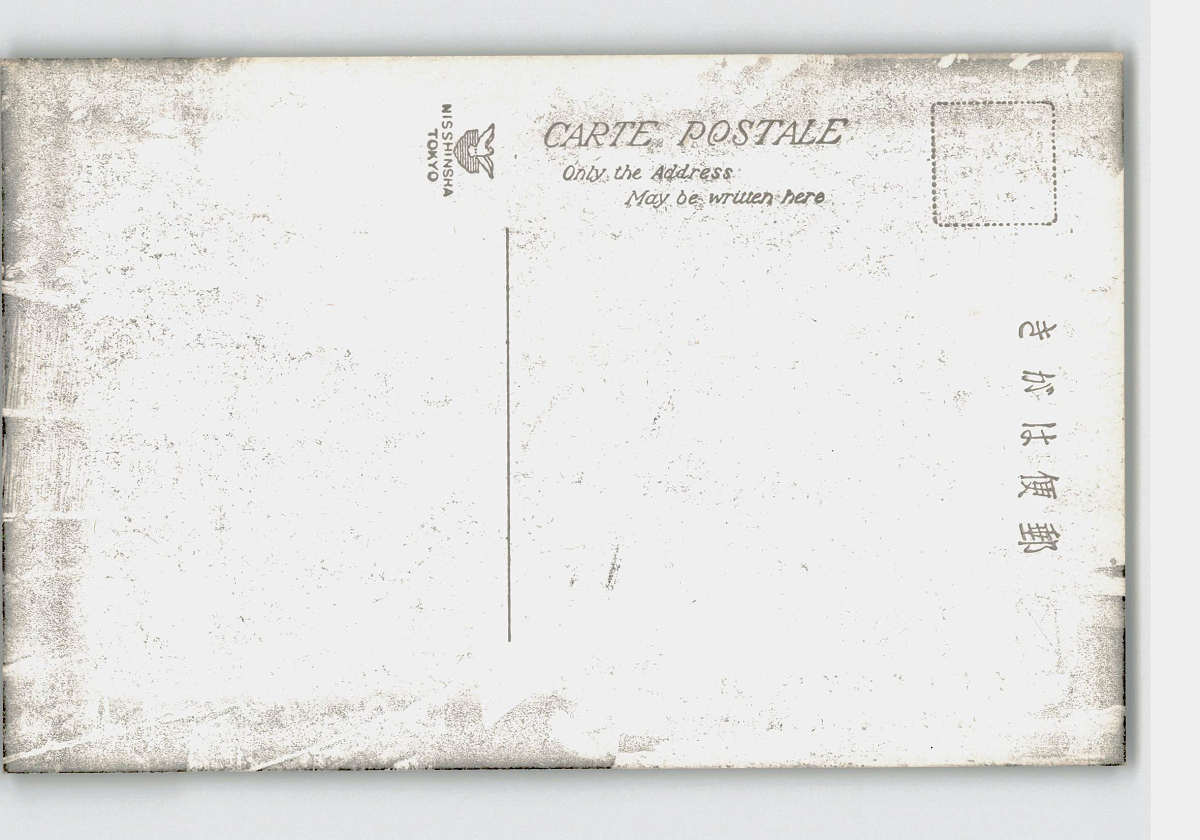 CARTE POSTALE
Only the Address
May be written here
NISSHINSHA
TOKYO
郵便はがき